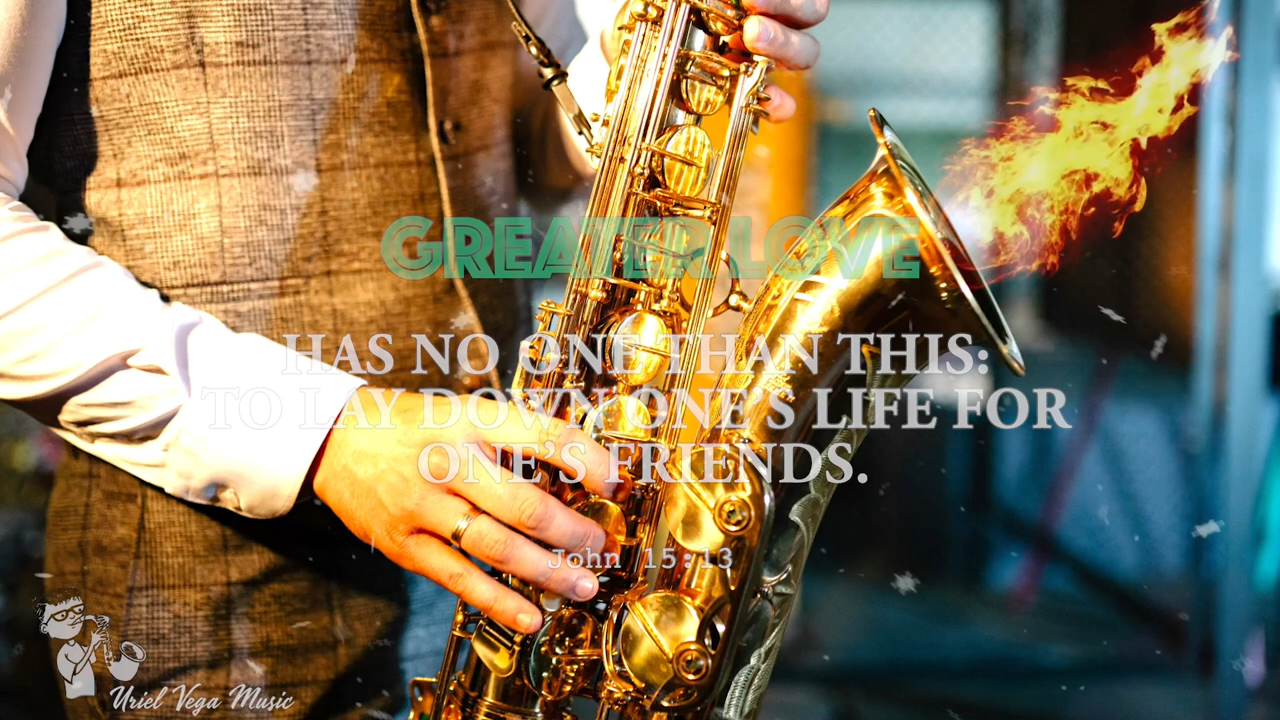 GREATER LOVE
HAS NO ONE THAN THIS:
TO LAY DOWN ONE'S LIFE FOR
ONE'S FRIENDS.
John 15:13
Uriel Vega Music